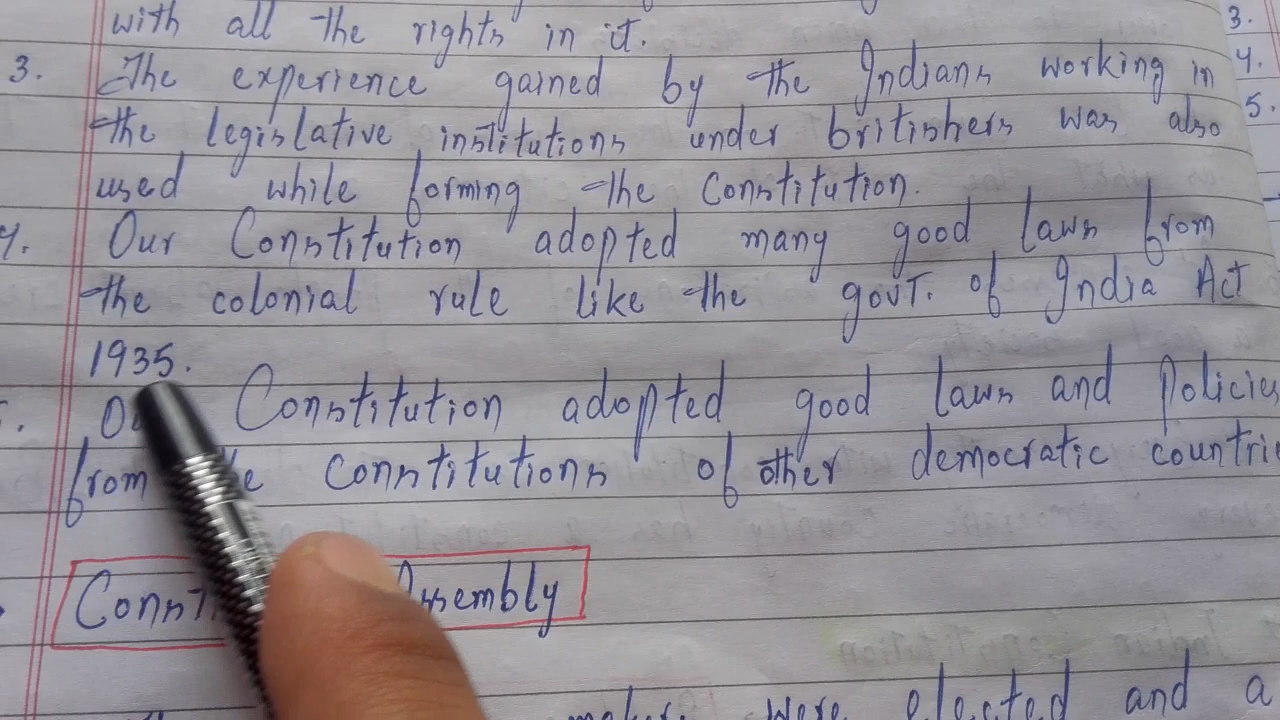 with all the rights in it.
3. The experience gained by the Indians working in
the legislative institutions under britishers was also
used while forming the Constitution.
4. Our Constitution adopted many good laws from
the colonial rule like the govt. of India Act
1935.
Constitution adopted good laws and Policies
from constitutions of other democratic
Assembly
were elected and a
3.
4.
5.